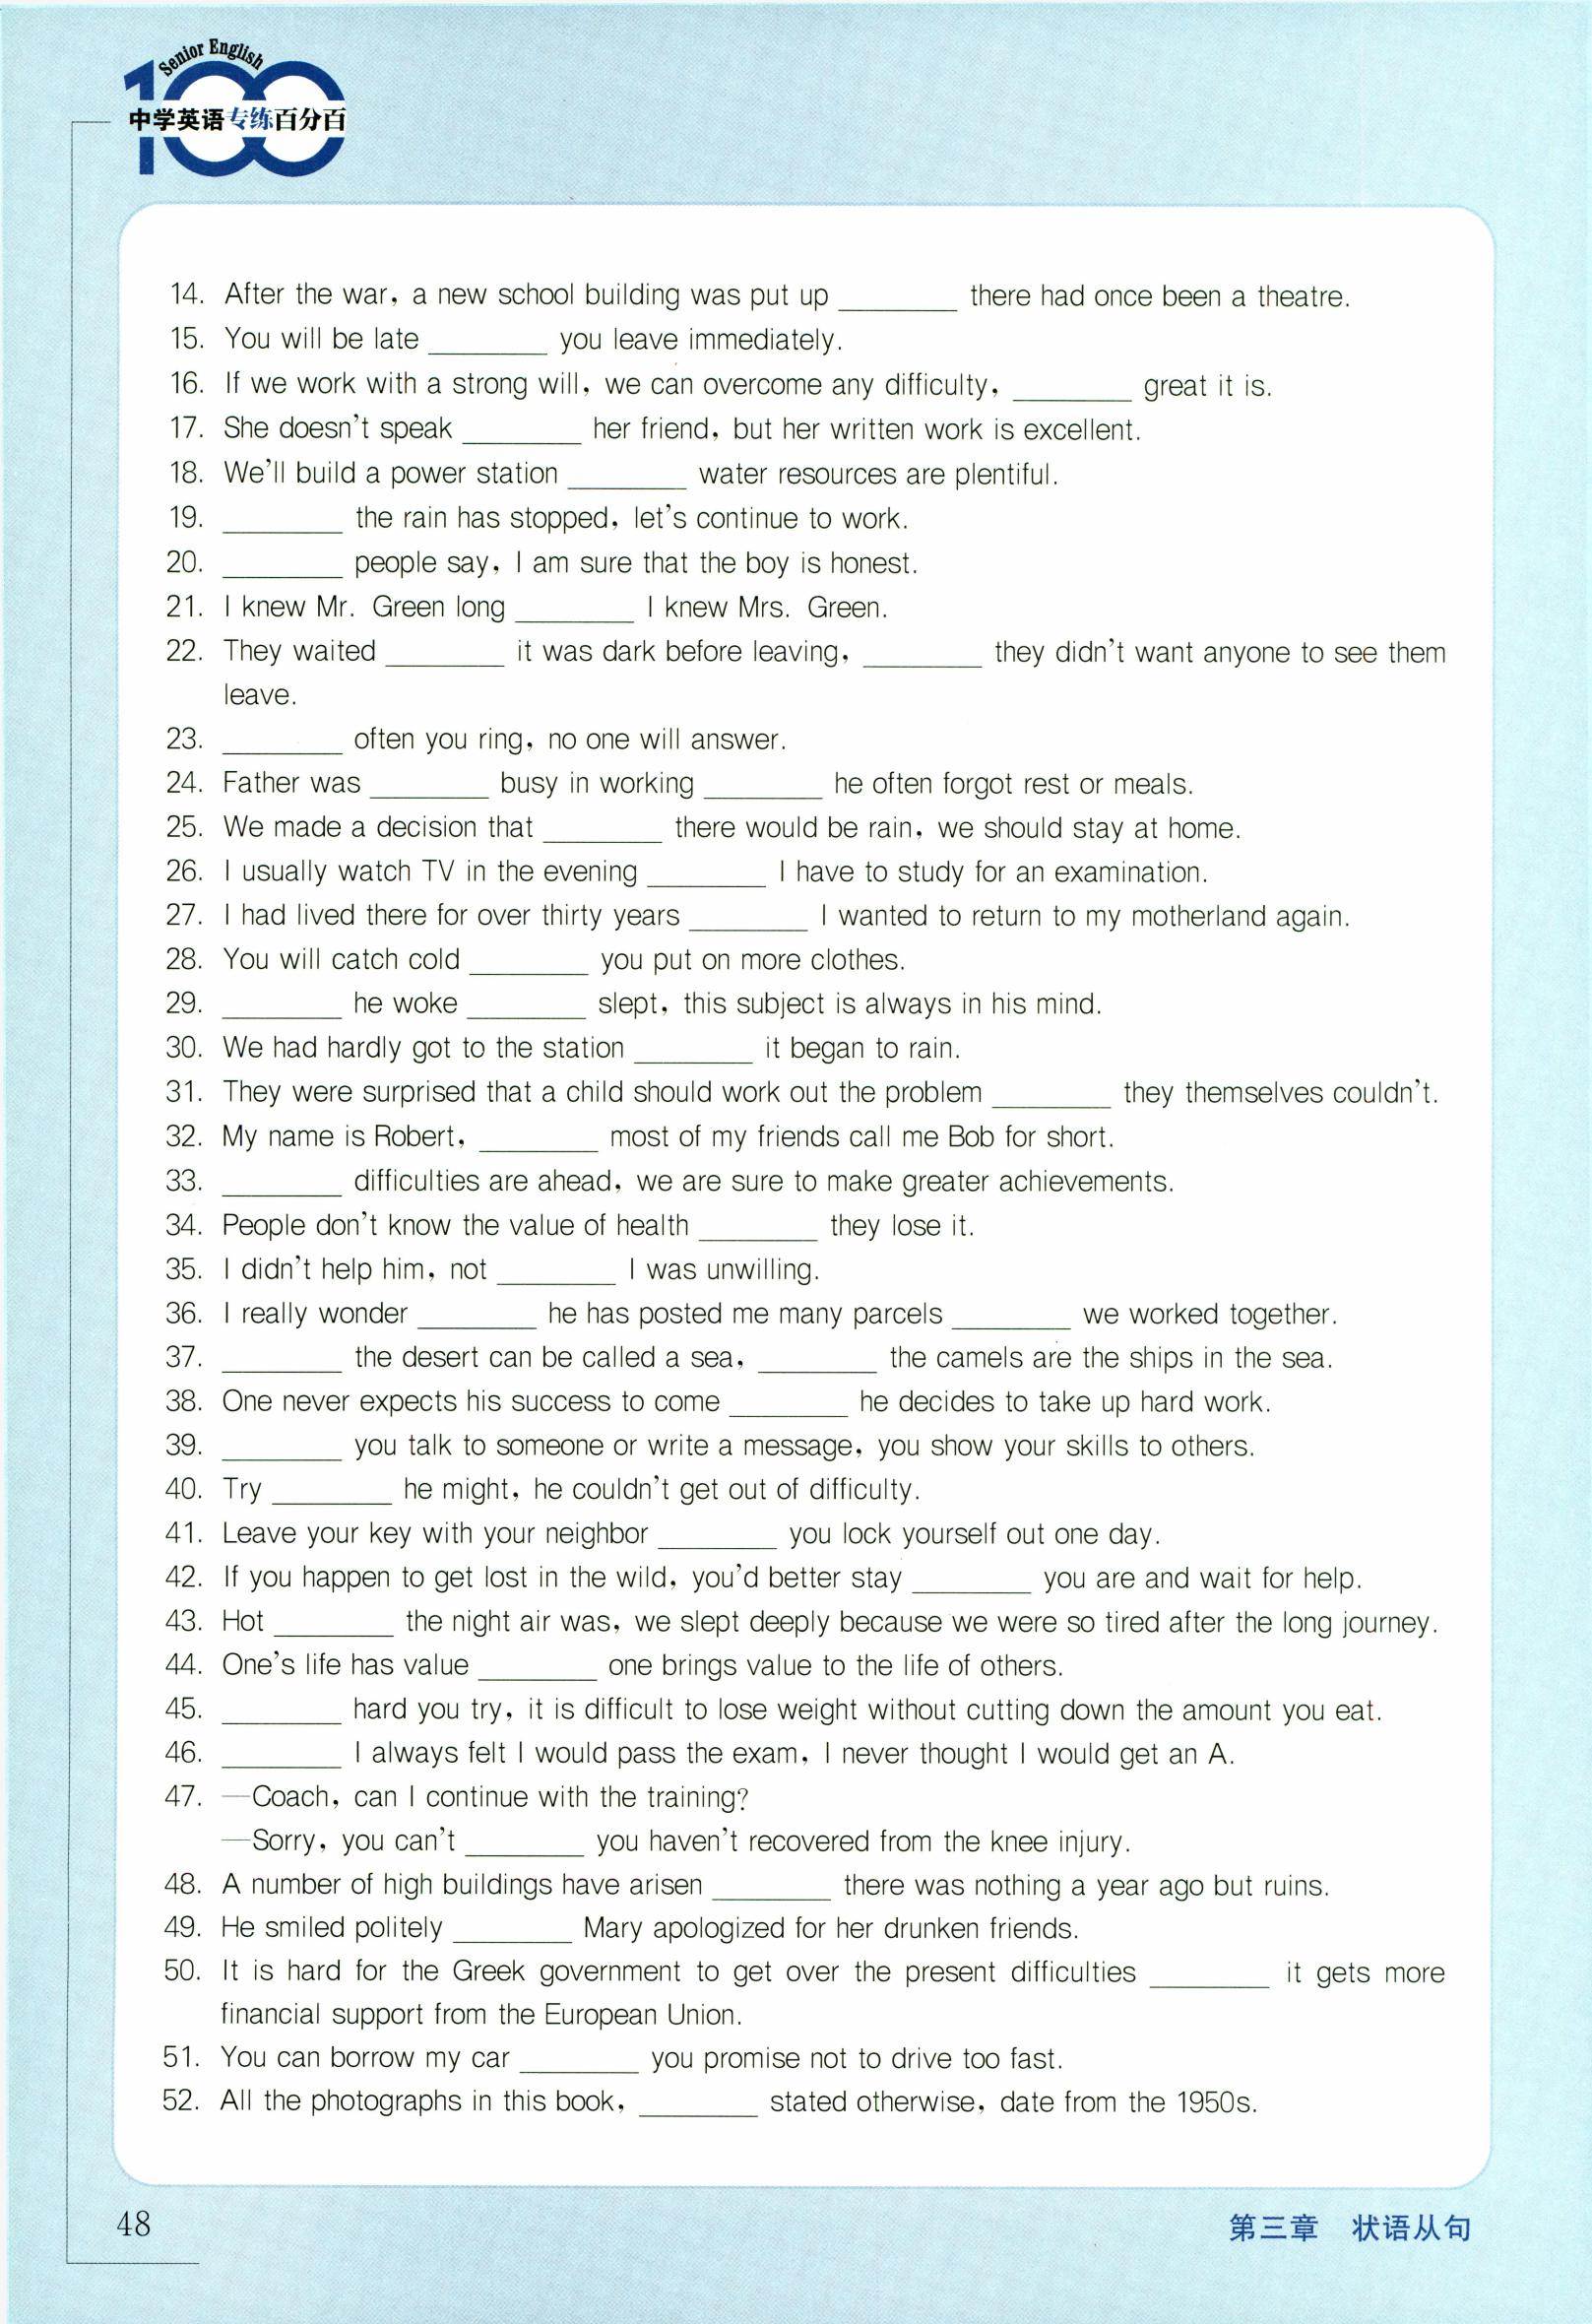 Senior English
100
中学英语专练百分百
14. After the war, a new school building was put up ________ there had once been a theatre.
15. You will be late ________ you leave immediately.
16. If we work with a strong will, we can overcome any difficulty, ________ great it is.
17. She doesn't speak ________ her friend, but her written work is excellent.
18. We'll build a power station ________ water resources are plentiful.
19. ________ the rain has stopped, let's continue to work.
20. ________ people say, I am sure that the boy is honest.
21. I knew Mr. Green long ________ I knew Mrs. Green.
22. They waited ________ it was dark before leaving, ________ they didn't want anyone to see them
leave.
23. ________ often you ring, no one will answer.
24. Father was ________ busy in working ________ he often forgot rest or meals.
25. We made a decision that ________ there would be rain, we should stay at home.
26. I usually watch TV in the evening ________ I have to study for an examination.
27. I had lived there for over thirty years ________ I wanted to return to my motherland again.
28. You will catch cold ________ you put on more clothes.
29. ________ he woke ________ slept, this subject is always in his mind.
30. We had hardly got to the station ________ it began to rain.
31. They were surprised that a child should work out the problem ________ they themselves couldn't.
32. My name is Robert, ________ most of my friends call me Bob for short.
33. ________ difficulties are ahead, we are sure to make greater achievements.
34. People don't know the value of health ________ they lose it.
35. I didn't help him, not ________ I was unwilling.
36. I really wonder ________ he has posted me many parcels ________ we worked together.
37. ________ the desert can be called a sea, ________ the camels are the ships in the sea.
38. One never expects his success to come ________ he decides to take up hard work.
39. ________ you talk to someone or write a message, you show your skills to others.
40. Try ________ he might, he couldn't get out of difficulty.
41. Leave your key with your neighbor ________ you lock yourself out one day.
42. If you happen to get lost in the wild, you'd better stay ________ you are and wait for help.
43. Hot ________ the night air was, we slept deeply because we were so tired after the long journey.
44. One's life has value ________ one brings value to the life of others.
45. ________ hard you try, it is difficult to lose weight without cutting down the amount you eat.
46. ________ I always felt I would pass the exam, I never thought I would get an A.
47. —Coach, can I continue with the training?
—Sorry, you can't ________ you haven't recovered from the knee injury.
48. A number of high buildings have arisen ________ there was nothing a year ago but ruins.
49. He smiled politely ________ Mary apologized for her drunken friends.
50. It is hard for the Greek government to get over the present difficulties ________ it gets more
financial support from the European Union.
51. You can borrow my car ________ you promise not to drive too fast.
52. All the photographs in this book, ________ stated otherwise, date from the 1950s.
48
第三章 状语从句